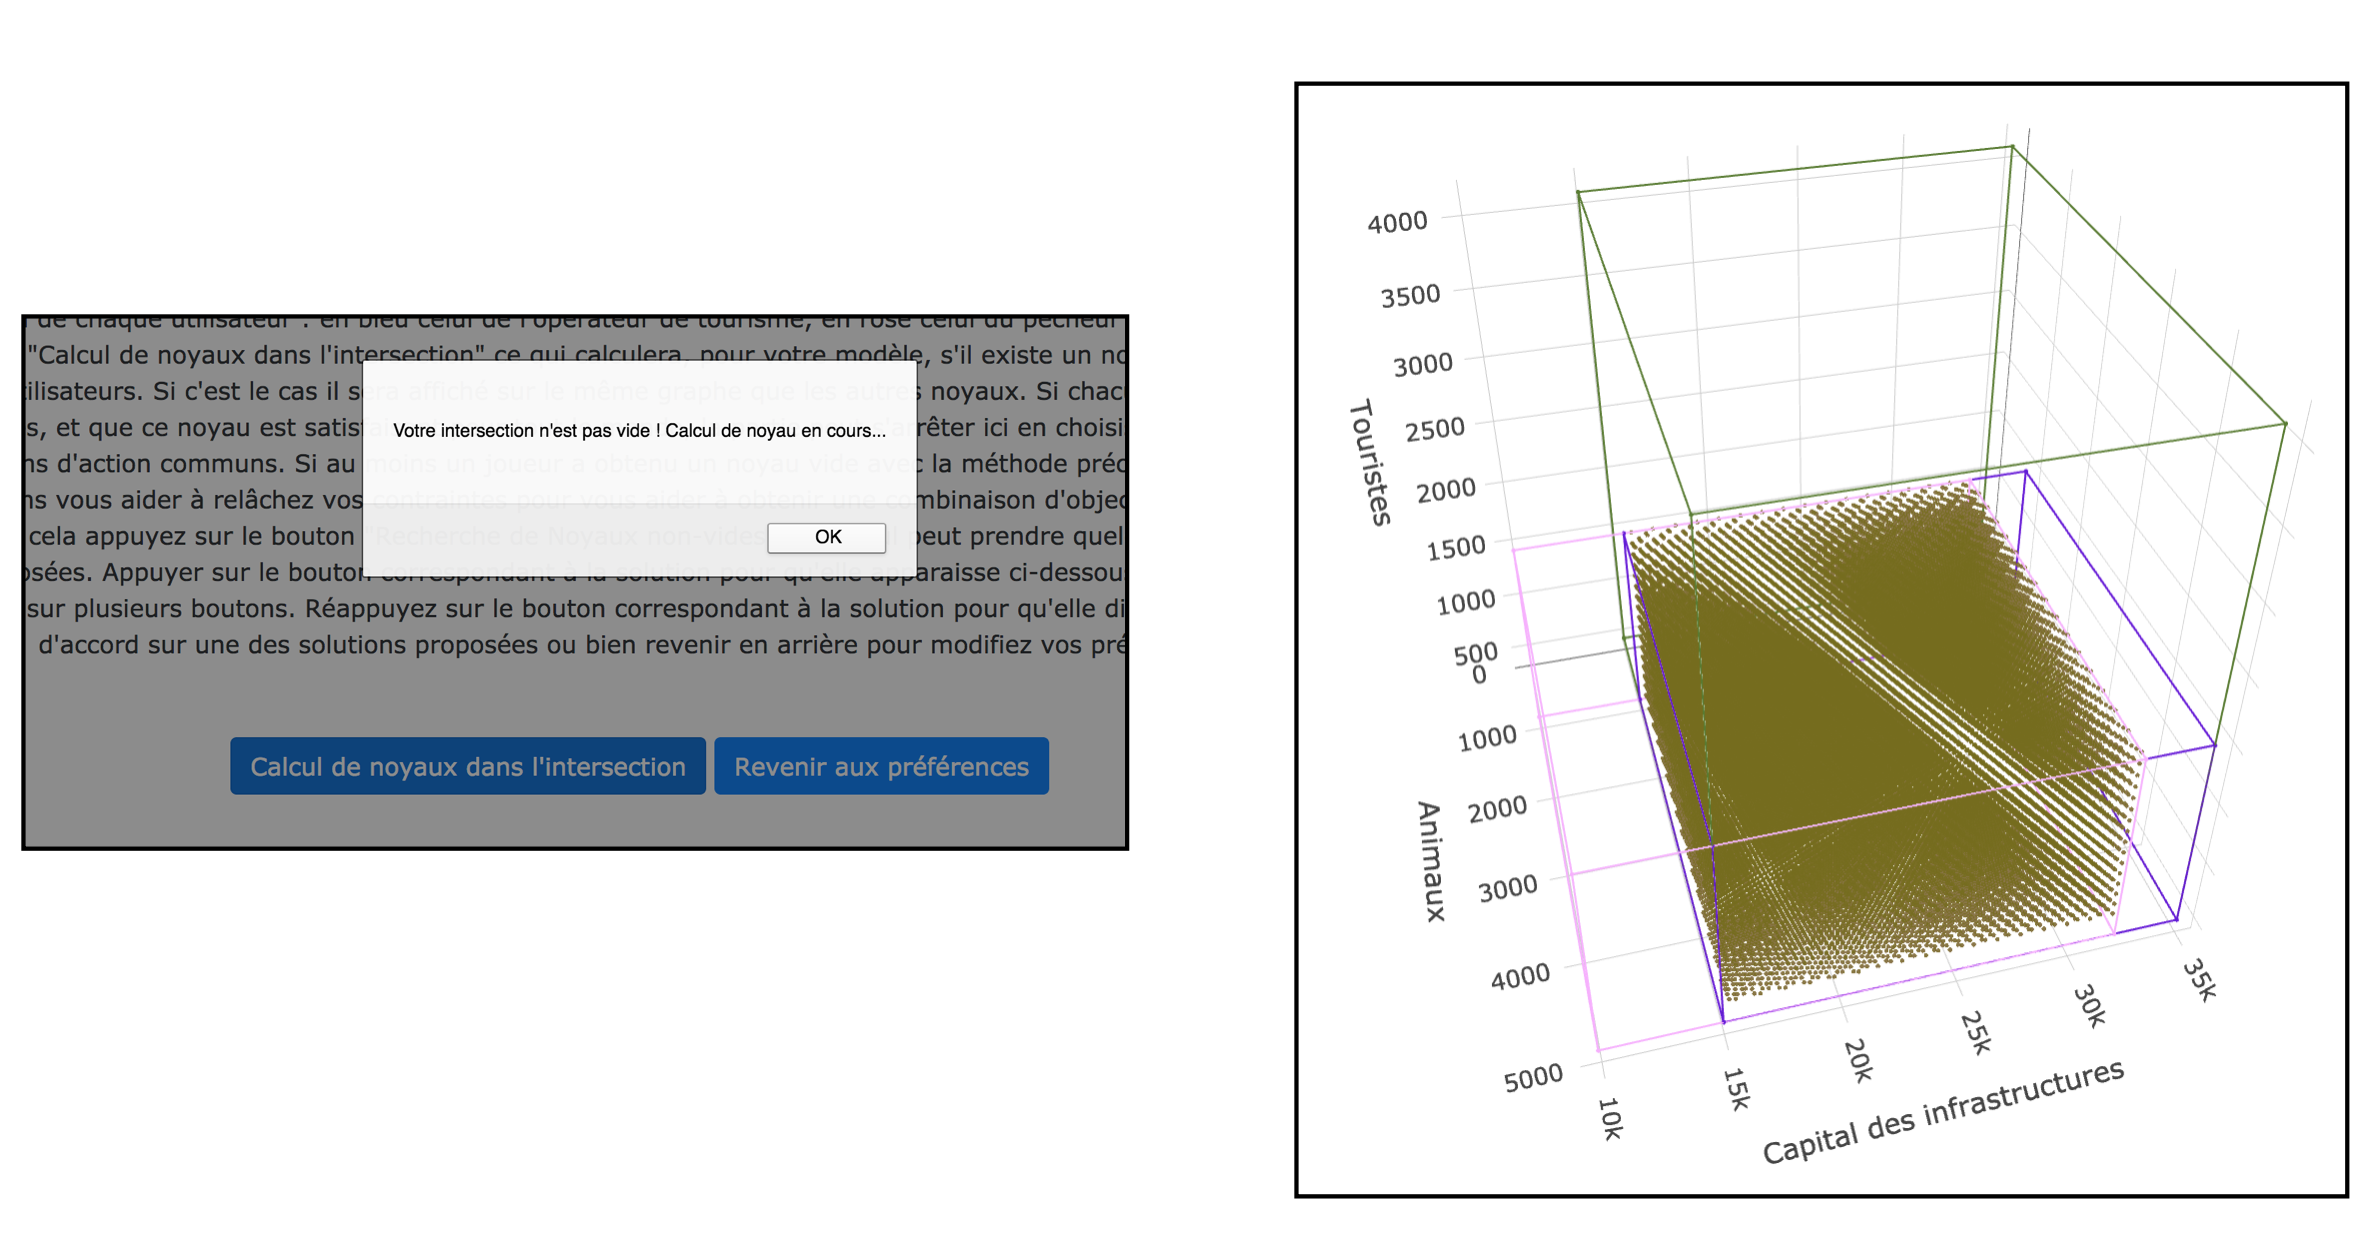 de chaque utilisateur : en bleu celui de l'opérateur de tourisme, en rose celui du pêcheur
"Calcul de noyaux dans l'intersection" ce qui calculera, pour votre modèle, s'il existe un no
ilisateurs. Si c'est le cas il sera affiché sur le même graphe que les autres noyaux. Si chac
s, et que ce noyau est satisfai rrêter ici en choisi
ns d'action communs. Si au moins un joueur a obtenu un noyau vide avec la méthode préc
ns vous aider à relâchez vos contraintes pour vous aider à obtenir une combinaison d'objec
cela appuyez sur le bouton "Recherche de Noyaux non-vides il peut prendre quel
osées. Appuyer sur le bouton correspondant à la solution pour qu'elle apparaisse ci-dessou
sur plusieurs boutons. Réappuyez sur le bouton correspondant à la solution pour qu'elle di
d'accord sur une des solutions proposées ou bien revenir en arrière pour modifiez vos pré
Votre intersection n'est pas vide ! Calcul de noyau en cours...
OK
Calcul de noyaux dans l'intersection
Revenir aux préférences
4000
3500
3000
2500
2000
1500
1000
500
0
Touristes
1000
2000
3000
4000
5000
Animaux
10k
15k
20k
25k
30k
35k
Capital des infrastructures